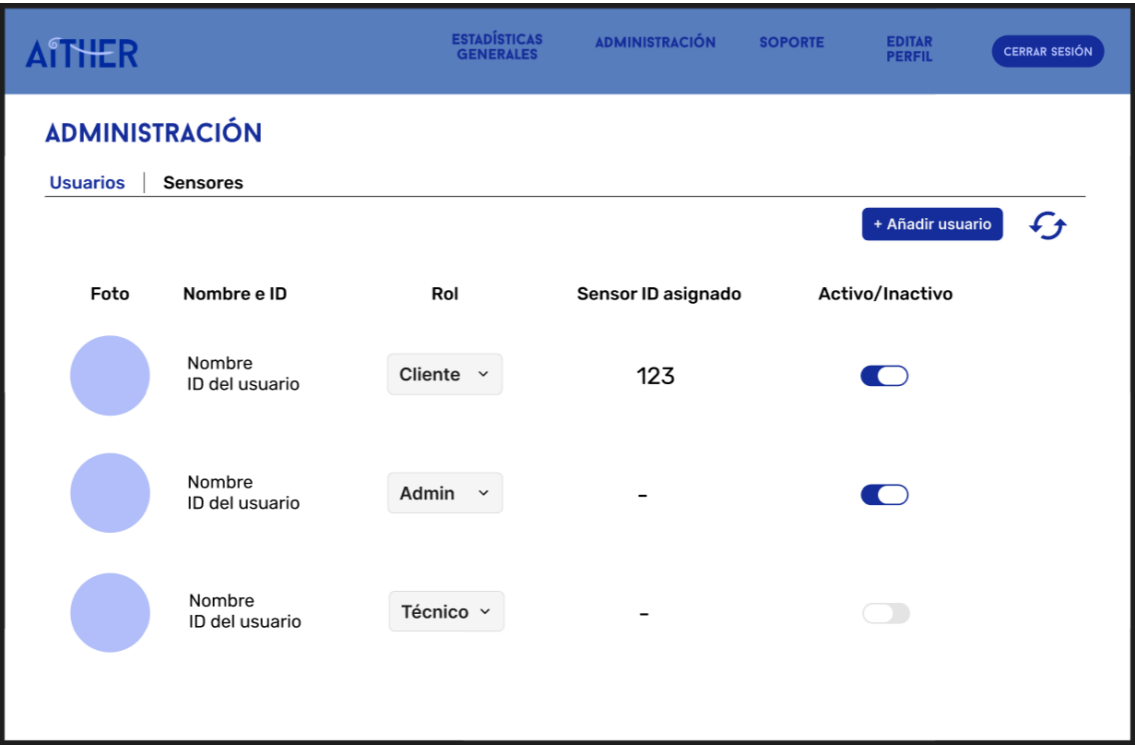 AiTHER
ESTADÍSTICAS
GENERALES
ADMINISTRACIÓN
SOPORTE
EDITAR
PERFIL
CERRAR SESIÓN
ADMINISTRACIÓN
Usuarios | Sensores
+ Añadir usuario
Foto Nombre e ID Rol Sensor ID asignado Activo/Inactivo
Nombre
ID del usuario
Cliente
123
Nombre
ID del usuario
Admin
-
Nombre
ID del usuario
Técnico
-